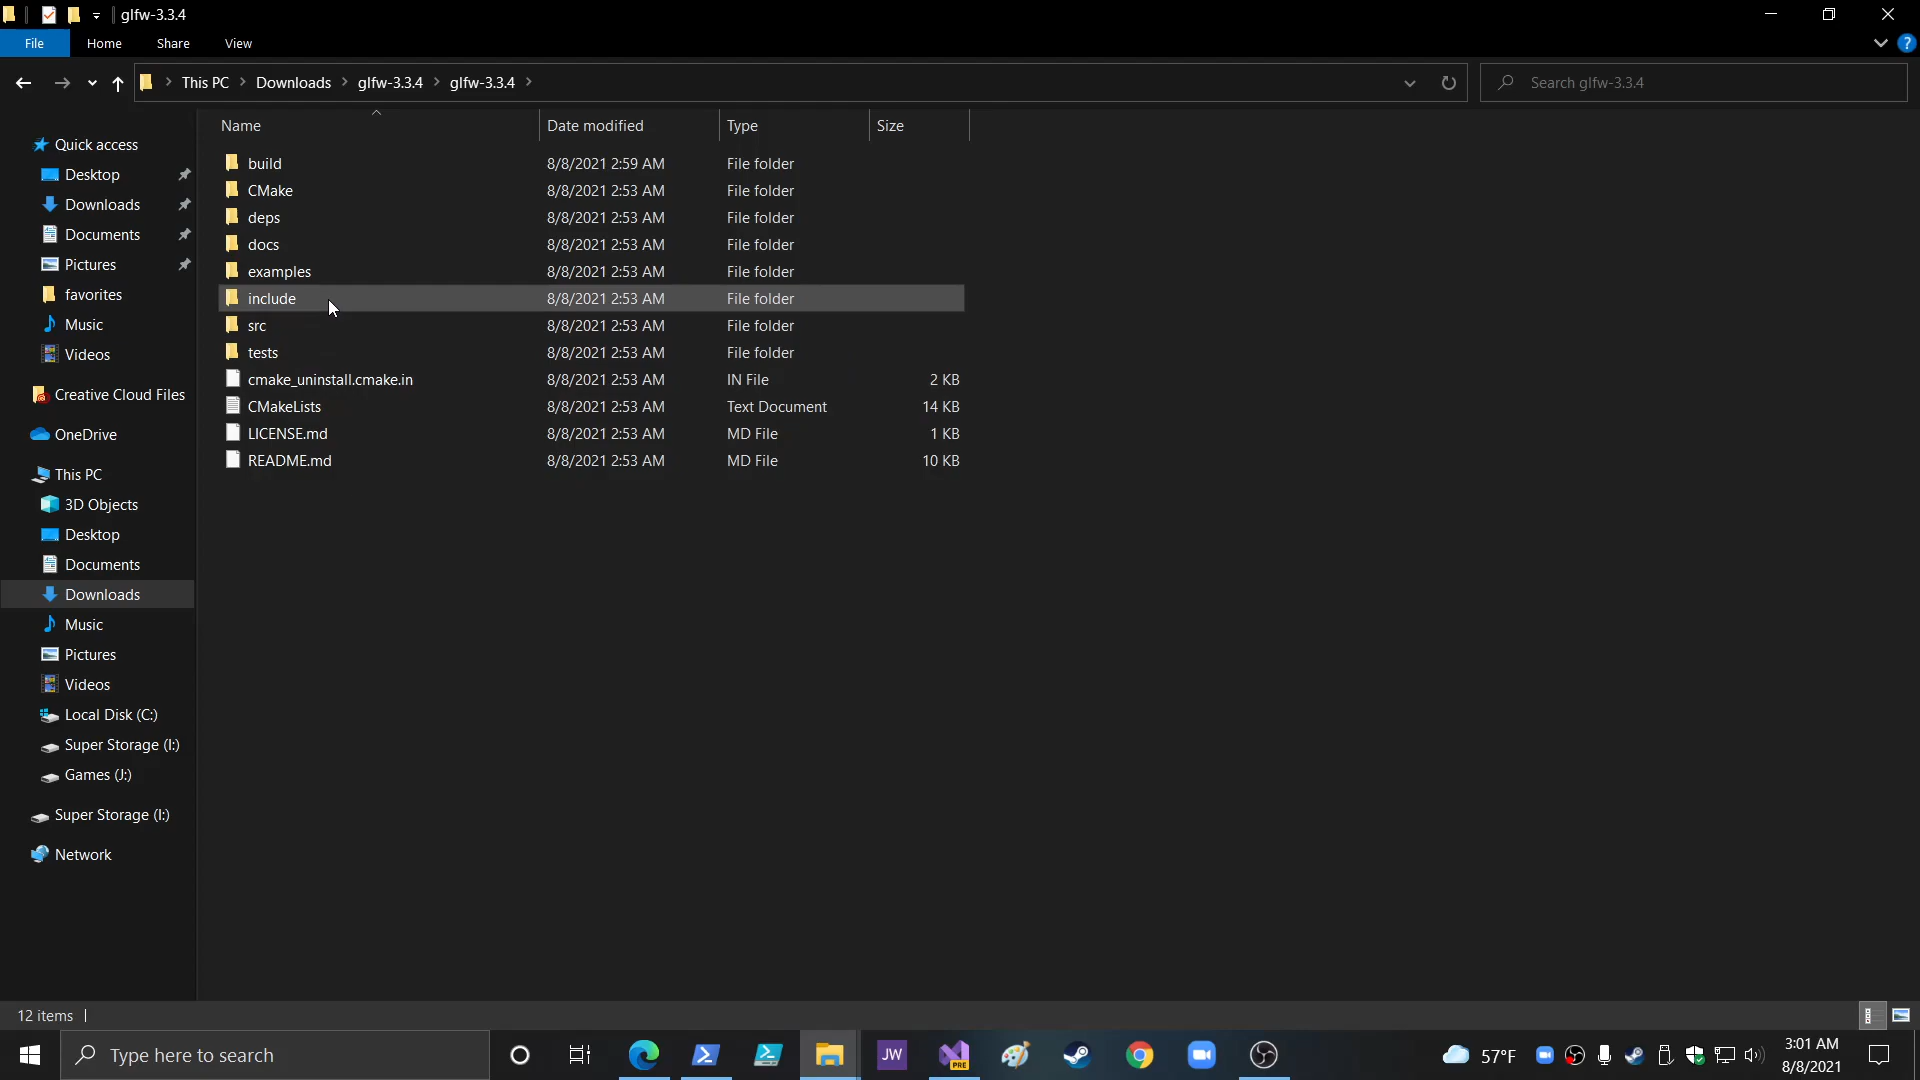 glfw-3.3.4
File Home Share View
This PC Downloads glfw-3.3.4 glfw-3.3.4
Search glfw-3.3.4
Name Date modified Type Size
Quick access
Desktop
Downloads
Documents
Pictures
favorites
Music
Videos
Creative Cloud Files
OneDrive
This PC
3D Objects
Desktop
Documents
Downloads
Music
Pictures
Videos
Local Disk (C:)
Super Storage (I:)
Games (J:)
Super Storage (I:)
Network
build 8/8/2021 2:59 AM File folder
CMake 8/8/2021 2:53 AM File folder
deps 8/8/2021 2:53 AM File folder
docs 8/8/2021 2:53 AM File folder
examples 8/8/2021 2:53 AM File folder
include 8/8/2021 2:53 AM File folder
src 8/8/2021 2:53 AM File folder
tests 8/8/2021 2:53 AM File folder
cmake_uninstall.cmake.in 8/8/2021 2:53 AM IN File 2 KB
CMakeLists 8/8/2021 2:53 AM Text Document 14 KB
LICENSE.md 8/8/2021 2:53 AM MD File 1 KB
README.md 8/8/2021 2:53 AM MD File 10 KB
12 items
Type here to search
JW
PRE
57°F
3:01 AM
8/8/2021